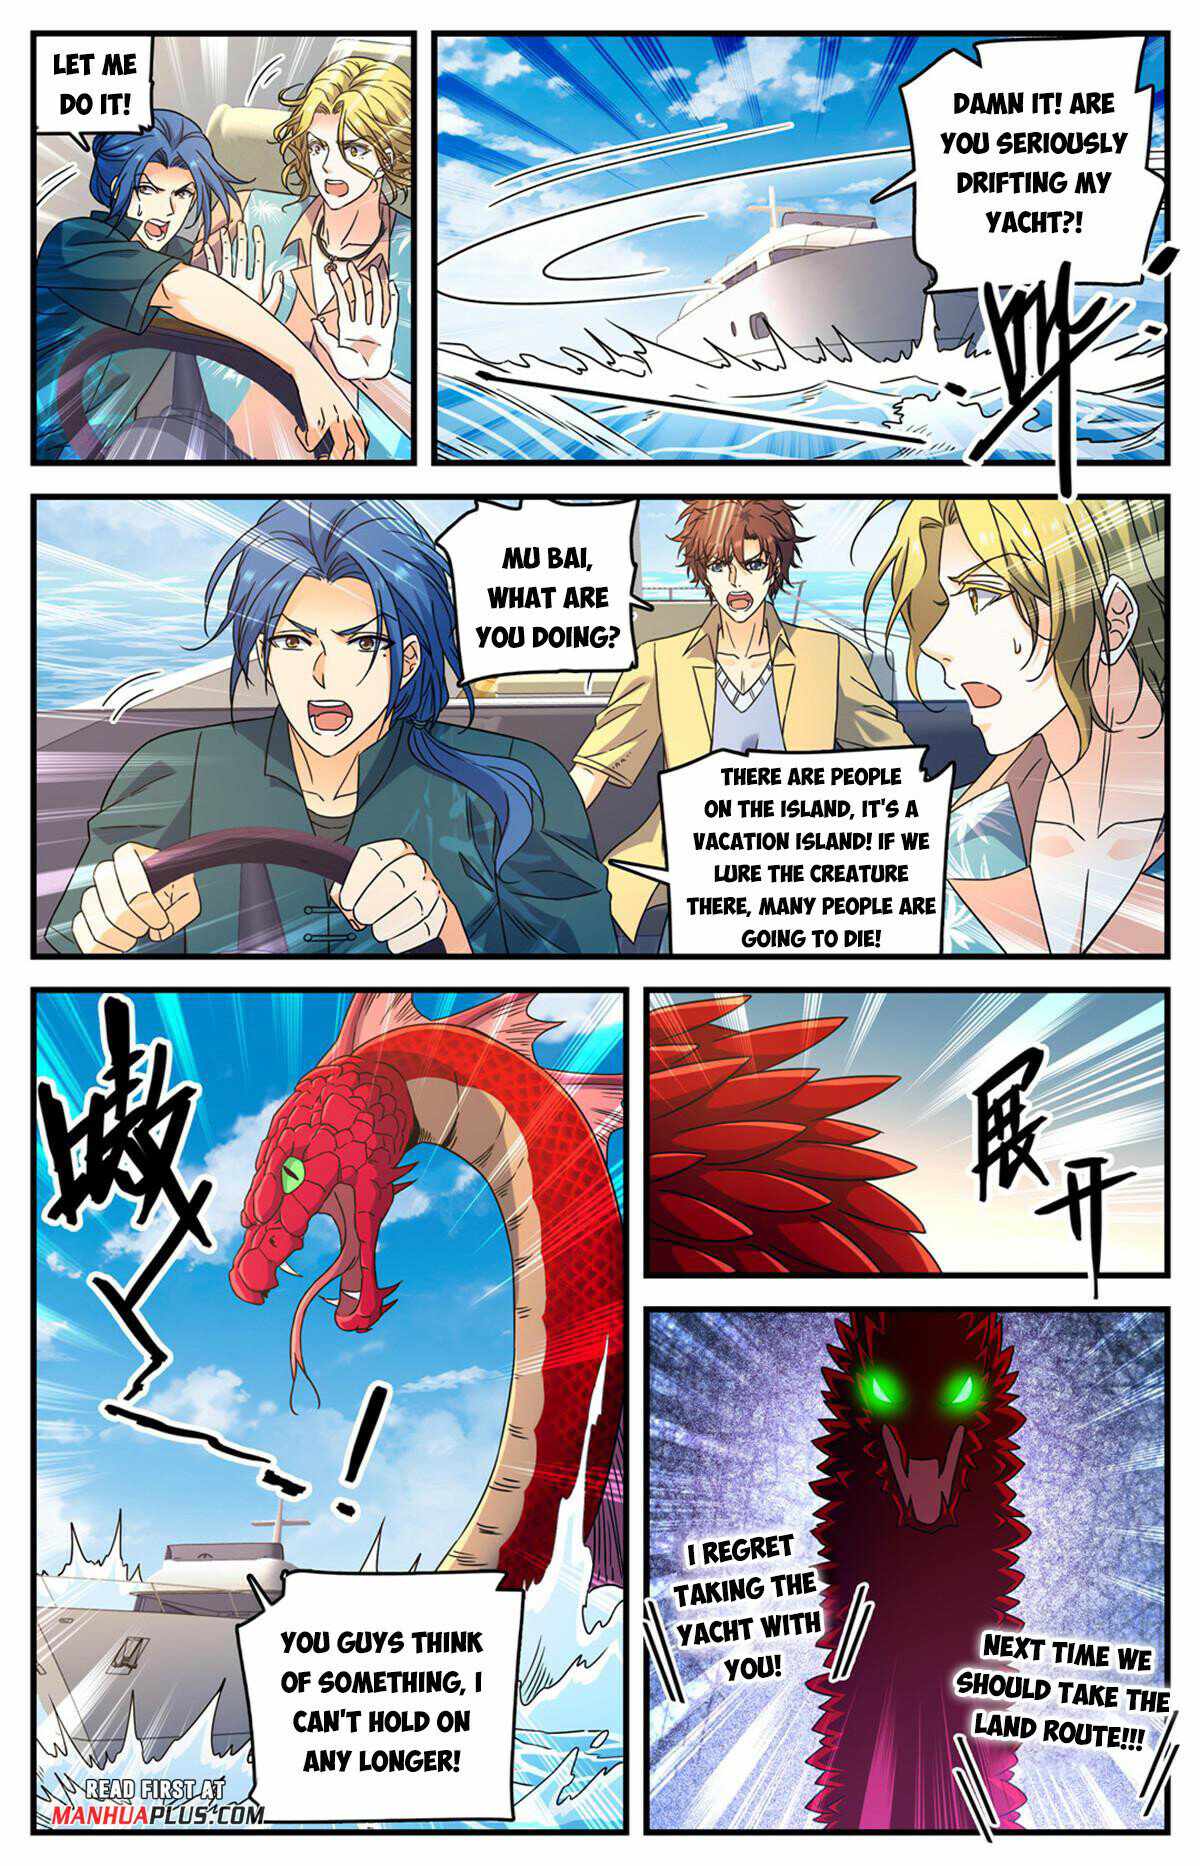 LET ME
DO IT!
DAMN IT! ARE
YOU SERIOUSLY
DRIFTING MY
YACHT?!
MU BAI,
WHAT ARE
YOU DOING?
THERE ARE PEOPLE
ON THE ISLAND, IT'S A
VACATION ISLAND! IF WE
LURE THE CREATURE
THERE, MANY PEOPLE ARE
GOING TO DIE!
嗷
!
YOU GUYS THINK
OF SOMETHING, I
CAN'T HOLD ON
ANY LONGER!
展开
I REGRET
TAKING THE
YACHT WITH
YOU!
NEXT TIME WE
SHOULD TAKE THE
LAND ROUTE!!!
READ FIRST AT
MANHUAPLUS.COM